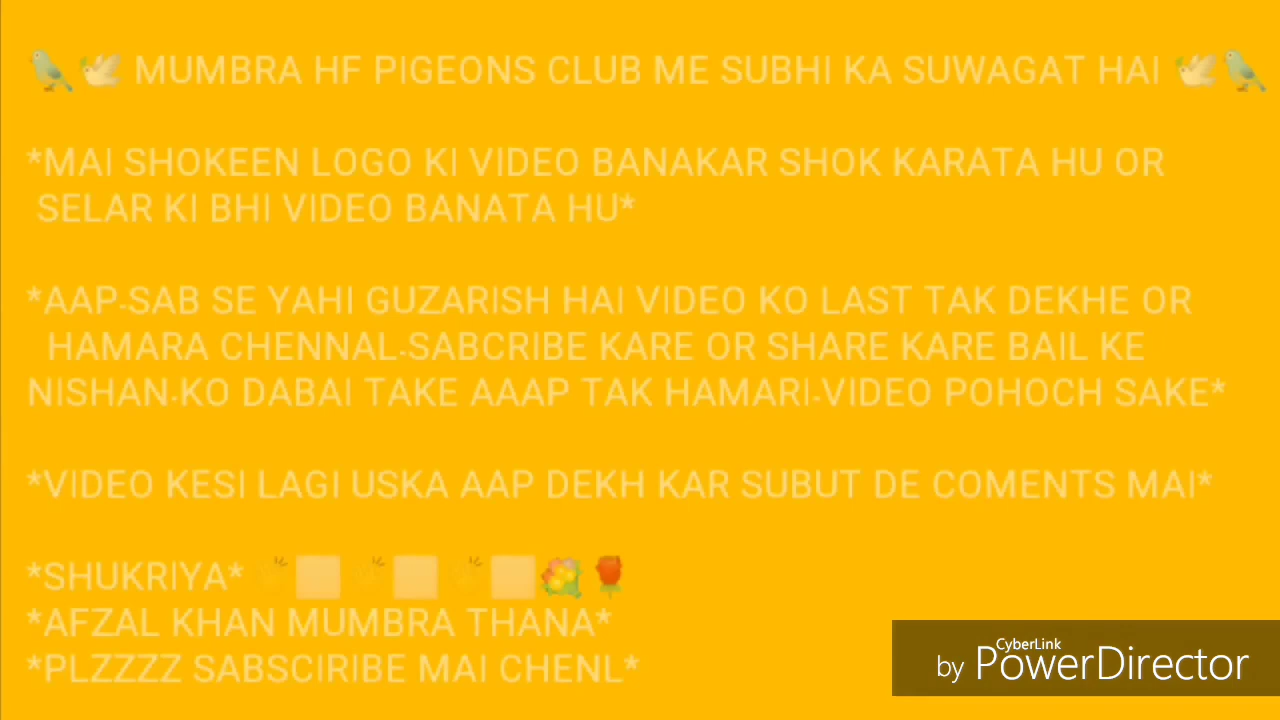 MUMBRA HF PIGEONS CLUB ME SUBHI KA SUWAGAT HAI
*MAI SHOKEEN LOGO KI VIDEO BANAKAR SHOK KARATA HU OR
SELAR KI BHI VIDEO BANATA HU*
*AAP-SAB SE YAHI GUZARISH HAI VIDEO KO LAST TAK DEKHE OR
HAMARA CHENNAL-SABCRIBE KARE OR SHARE KARE BAIL KE
NISHAN-KO DABAI TAKE AAAP TAK HAMARI-VIDEO POHOCH SAKE*
*VIDEO KESI LAGI USKA AAP DEKH KAR SUBUT DE COMENTS MAI*
*SHUKRIYA*
*AFZAL KHAN MUMBRA THANA*
*PLZZZZ SABSCIRIBE MAI CHENL*
CyberLink
by PowerDirector